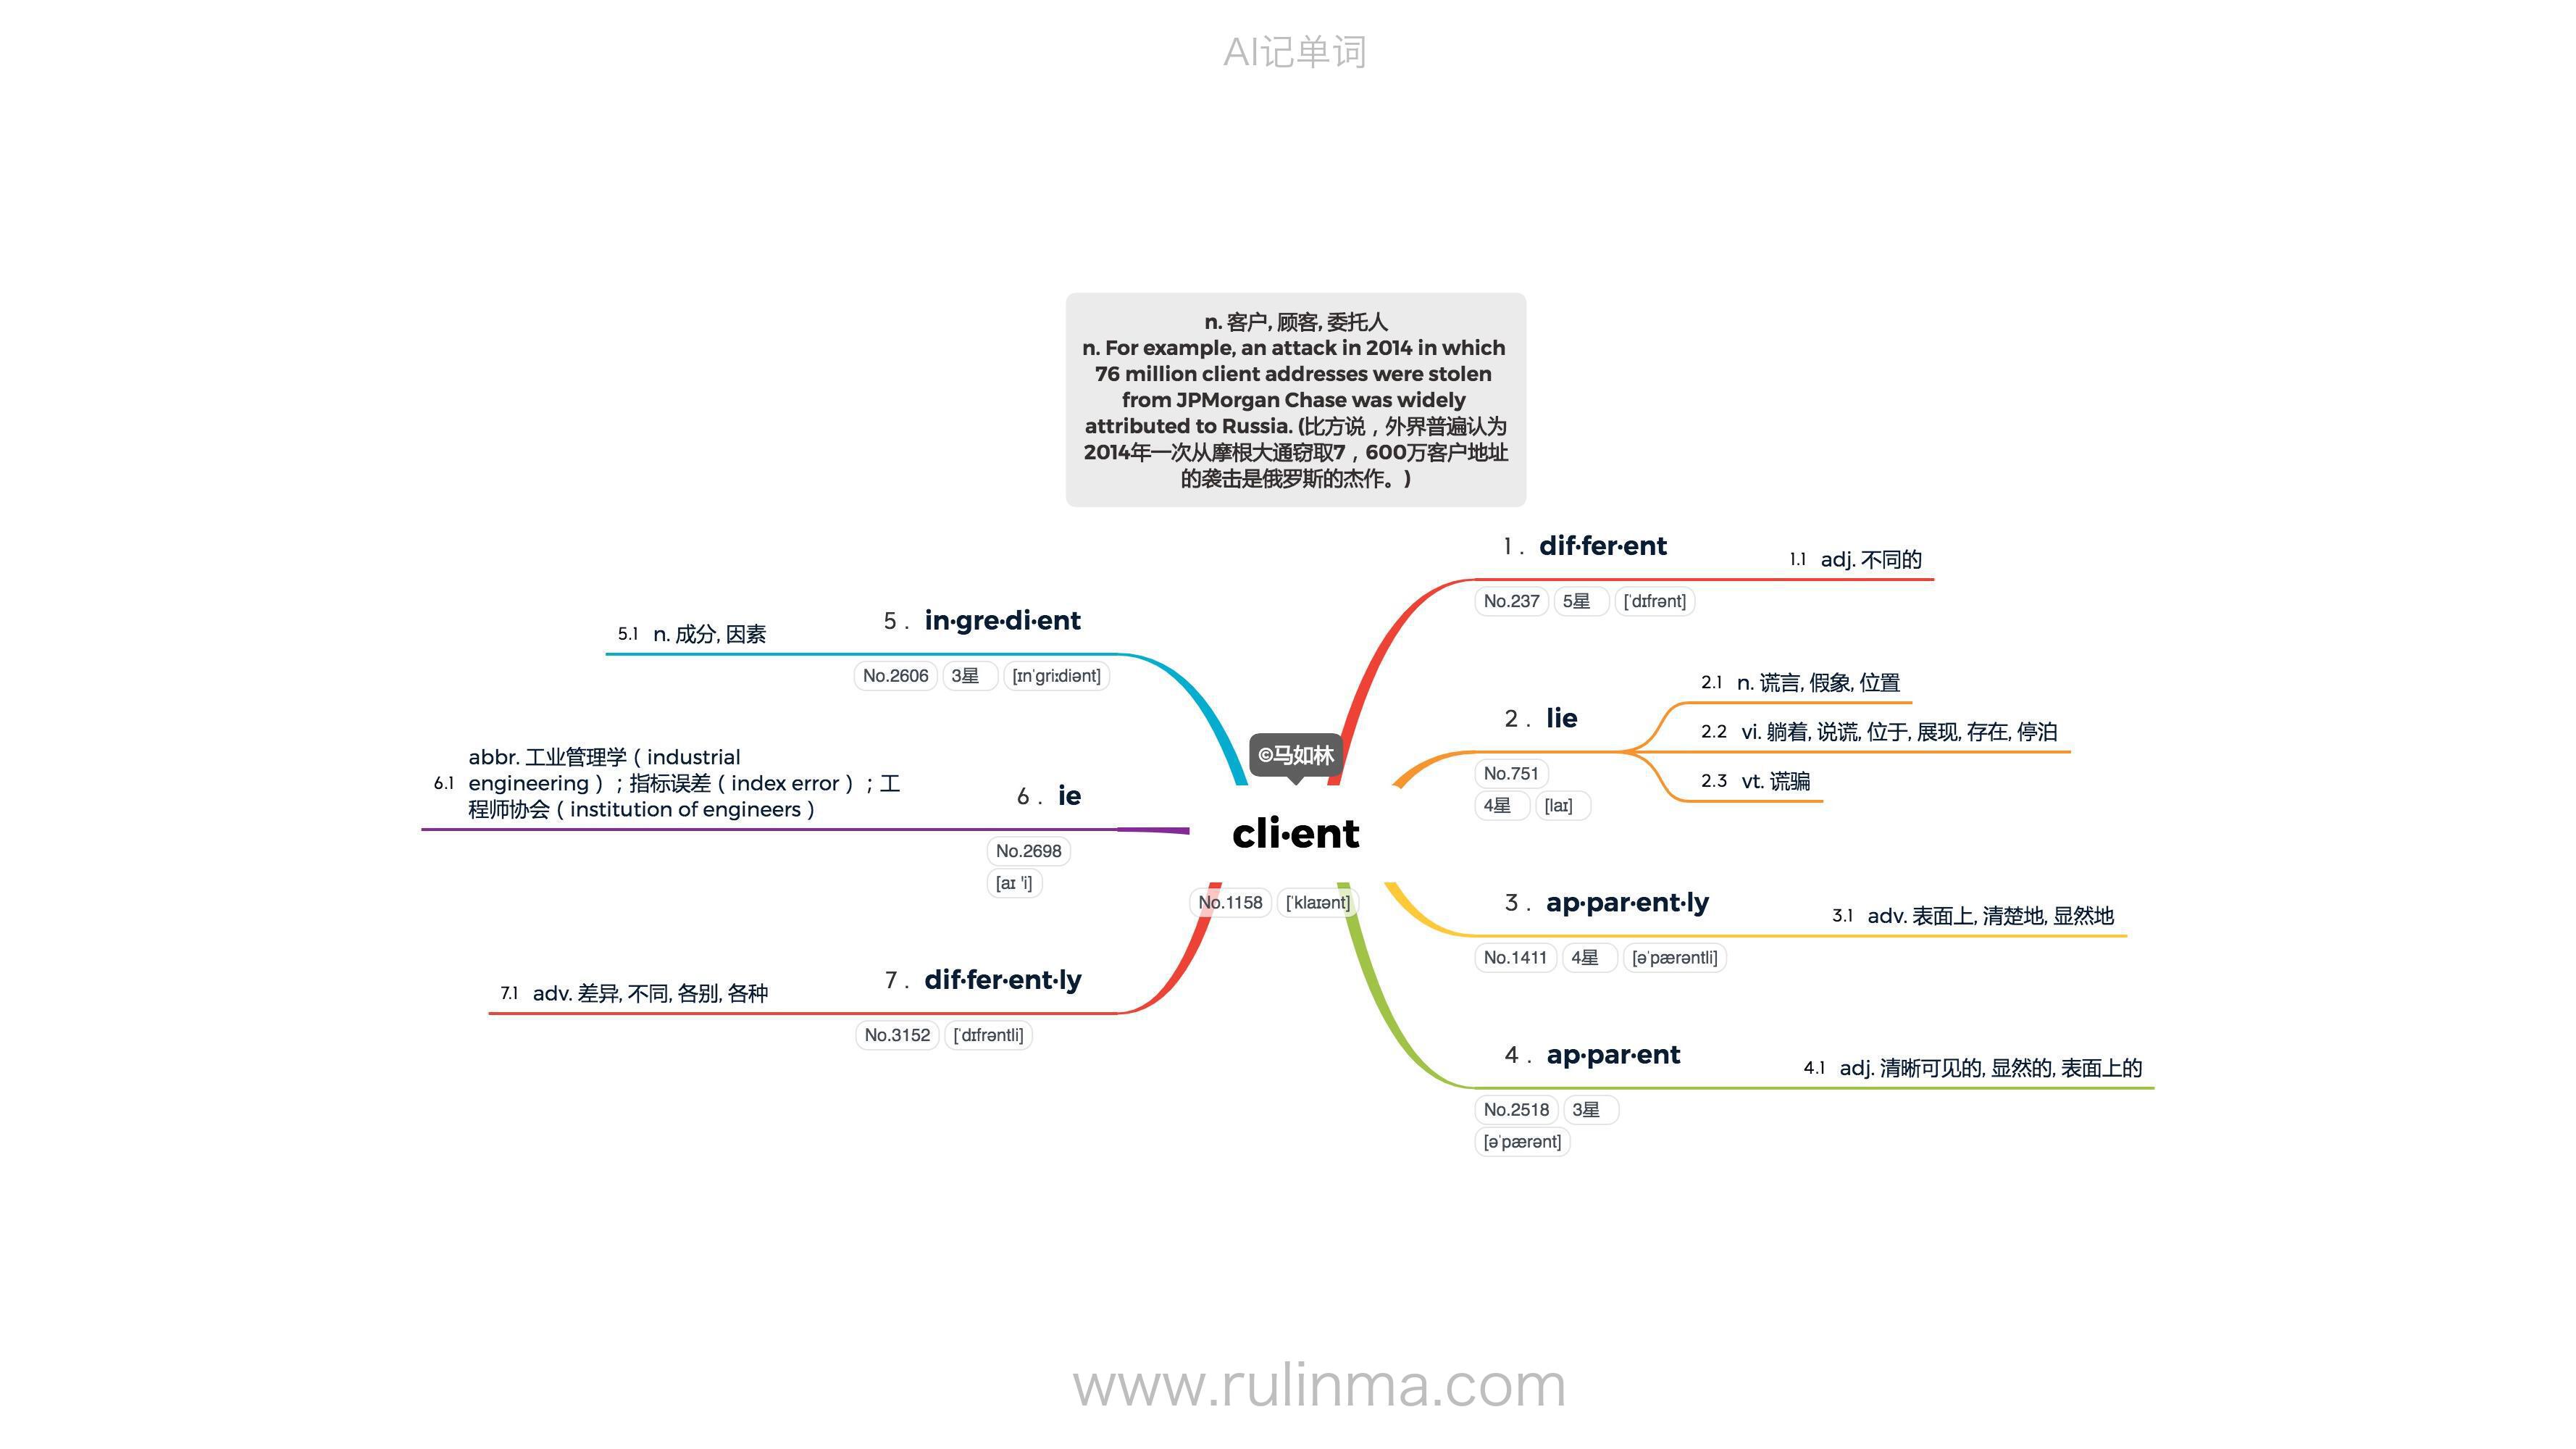 AI记单词
n. 客户, 顾客, 委托人
n. For example, an attack in 2014 in which
76 million client addresses were stolen
from JPMorgan Chase was widely
attributed to Russia. (比方说，外界普遍认为
2014年一次从摩根大通窃取7，600万客户地址
的袭击是俄罗斯的杰作。)
©马如林
cli·ent
No.1158 [ˈklaɪənt]
1 . dif·fer·ent
No.237 5星 [ˈdɪfrənt]
1.1 adj. 不同的
2 . lie
No.751
4星 [laɪ]
2.1 n. 谎言, 假象, 位置
2.2 vi. 躺着, 说谎, 位于, 展现, 存在, 停泊
2.3 vt. 谎骗
3 . ap·par·ent·ly
No.1411 4星 [əˈpærəntli]
3.1 adv. 表面上, 清楚地, 显然地
4 . ap·par·ent
No.2518 3星
[əˈpærənt]
4.1 adj. 清晰可见的, 显然的, 表面上的
5 . in·gre·di·ent
No.2606 3星 [ɪnˈgriːdiənt]
5.1 n. 成分, 因素
6 . ie
No.2698
[aɪ 'i]
6.1 abbr. 工业管理学（industrial
engineering）；指标误差（index error）；工
程师协会（institution of engineers）
7 . dif·fer·ent·ly
No.3152 [ˈdɪfrəntli]
7.1 adv. 差异, 不同, 各别, 各种
www.rulinma.com